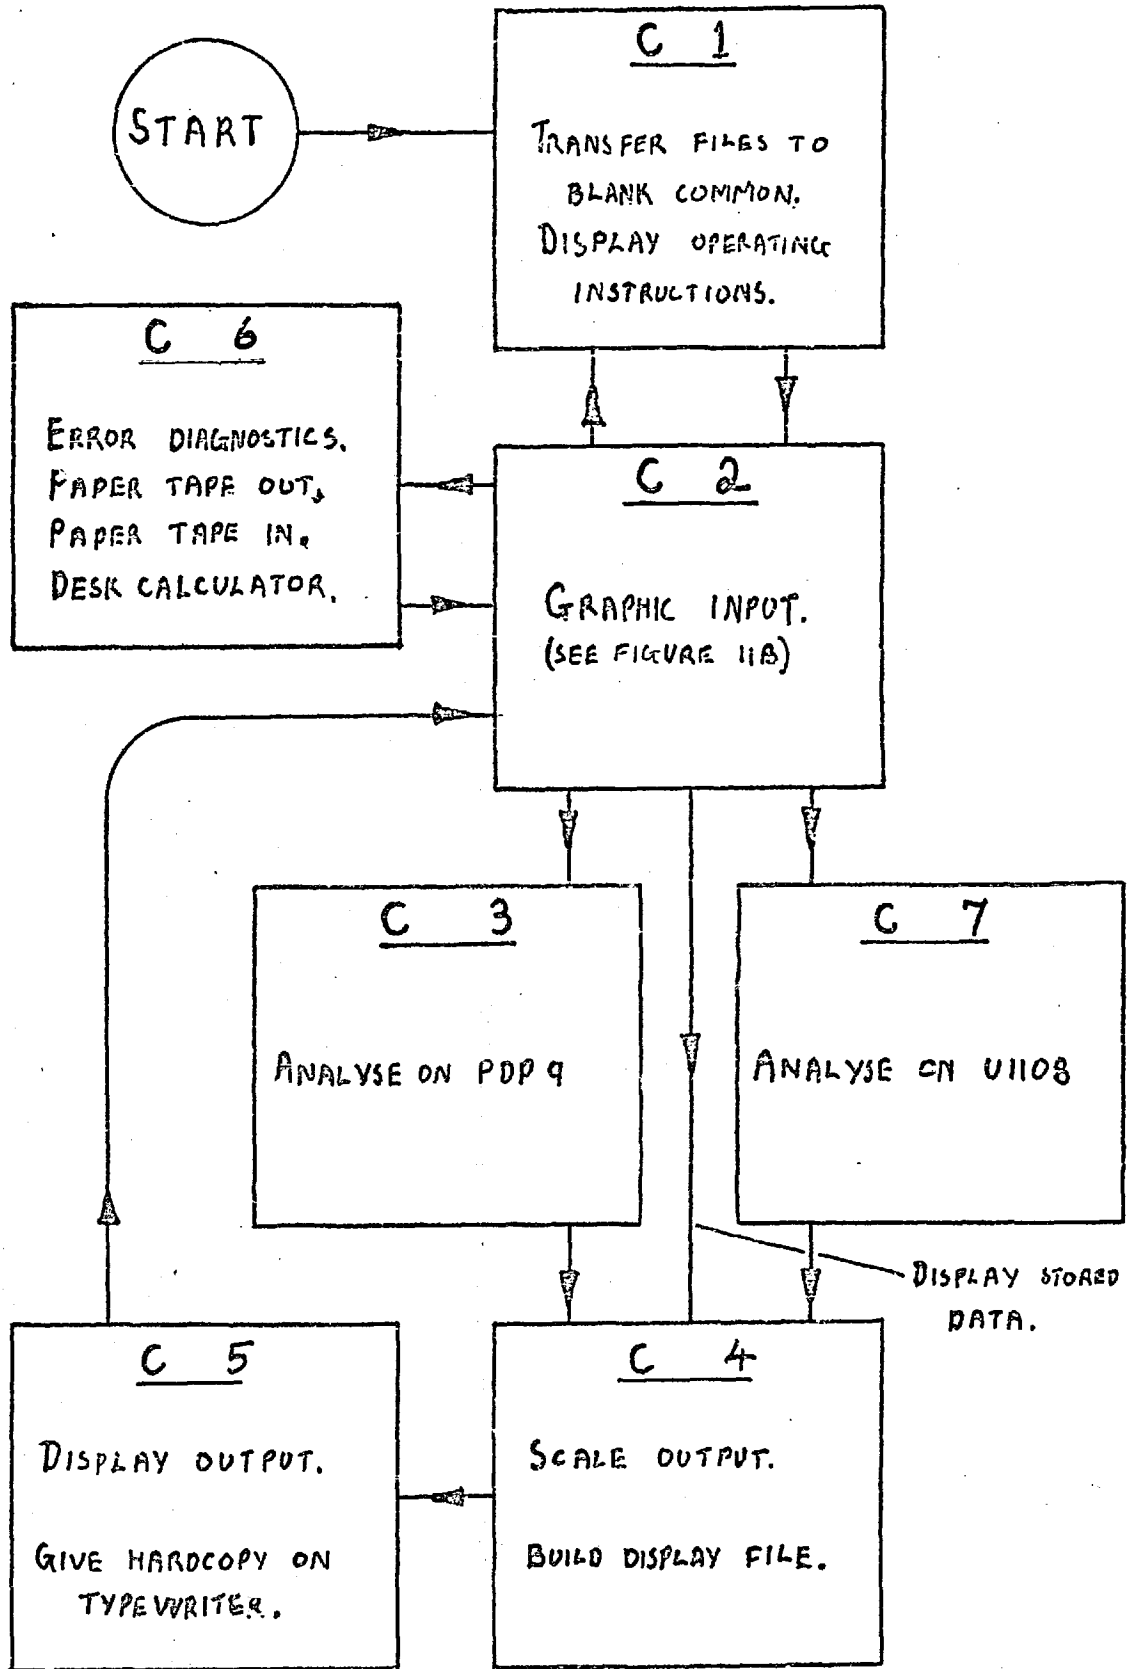 C 1
START
TRANSFER FILES TO
BLANK COMMON.
DISPLAY OPERATING
INSTRUCTIONS.
C 6
ERROR DIAGNOSTICS.
PAPER TAPE OUT.
PAPER TAPE IN.
DESK CALCULATOR.
C 2
GRAPHIC INPUT.
(SEE FIGURE 11B)
C 3
ANALYSE ON PDP 9
C 7
ANALYSE ON U1108
DISPLAY STORED
DATA.
C 5
DISPLAY OUTPUT.
GIVE HARDCOPY ON
TYPEWRITER.
C 4
SCALE OUTPUT.
BUILD DISPLAY FILE.